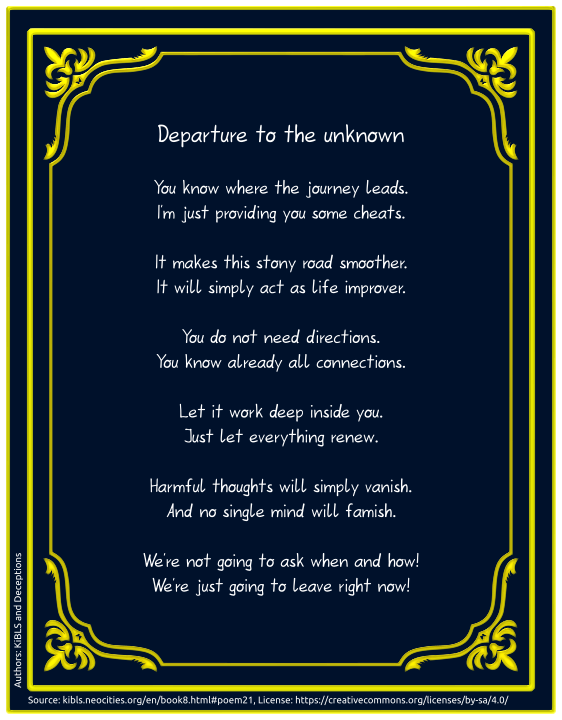 Departure to the unknown
You know where the journey leads.
I'm just providing you some cheats.
It makes this stony road smoother.
It will simply act as life improver.
You do not need directions.
You know already all connections.
Let it work deep inside you.
Just let everything renew.
Harmful thoughts will simply vanish.
And no single mind will famish.
We're not going to ask when and how!
We're just going to leave right now!
Authors: KiBLS and Deceptions
Source: kibls.neocities.org/en/book8.html#poem21, License: https://creativecommons.org/licenses/by-sa/4.0/